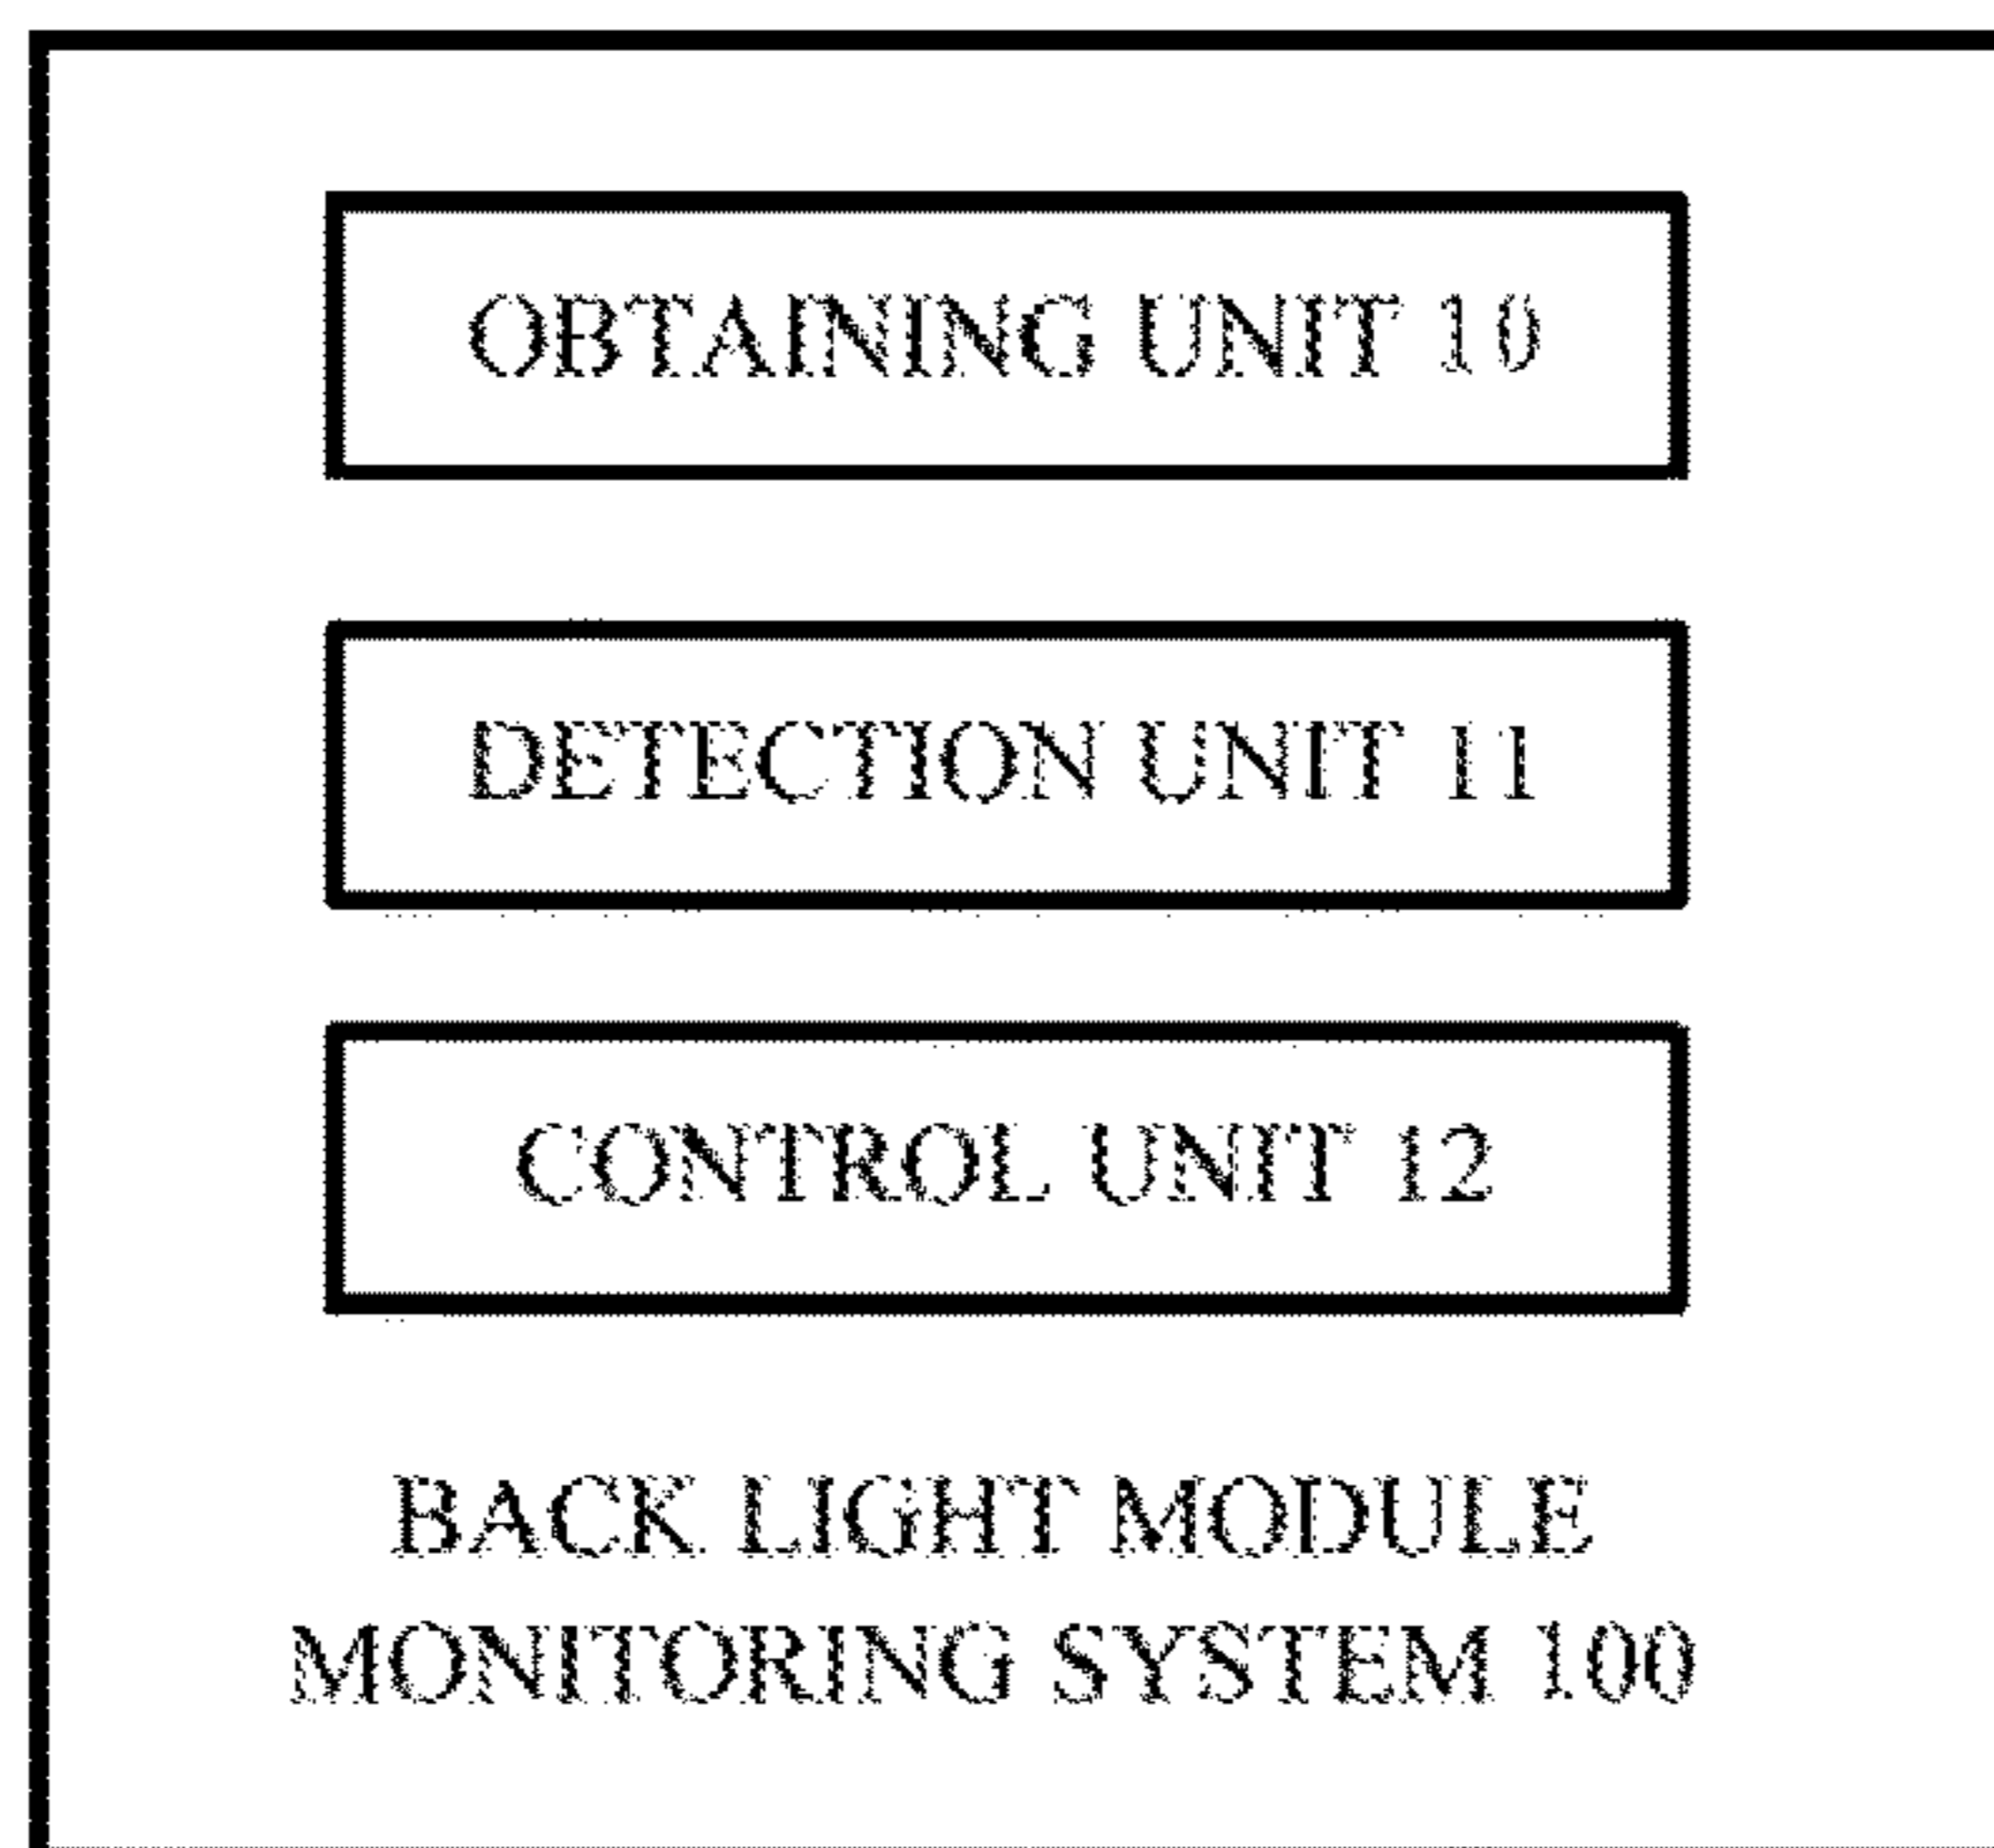 OBTAINING UNIT 10
DETECTION UNIT 11
CONTROL UNIT 12
BACK LIGHT MODULE
MONITORING SYSTEM 100